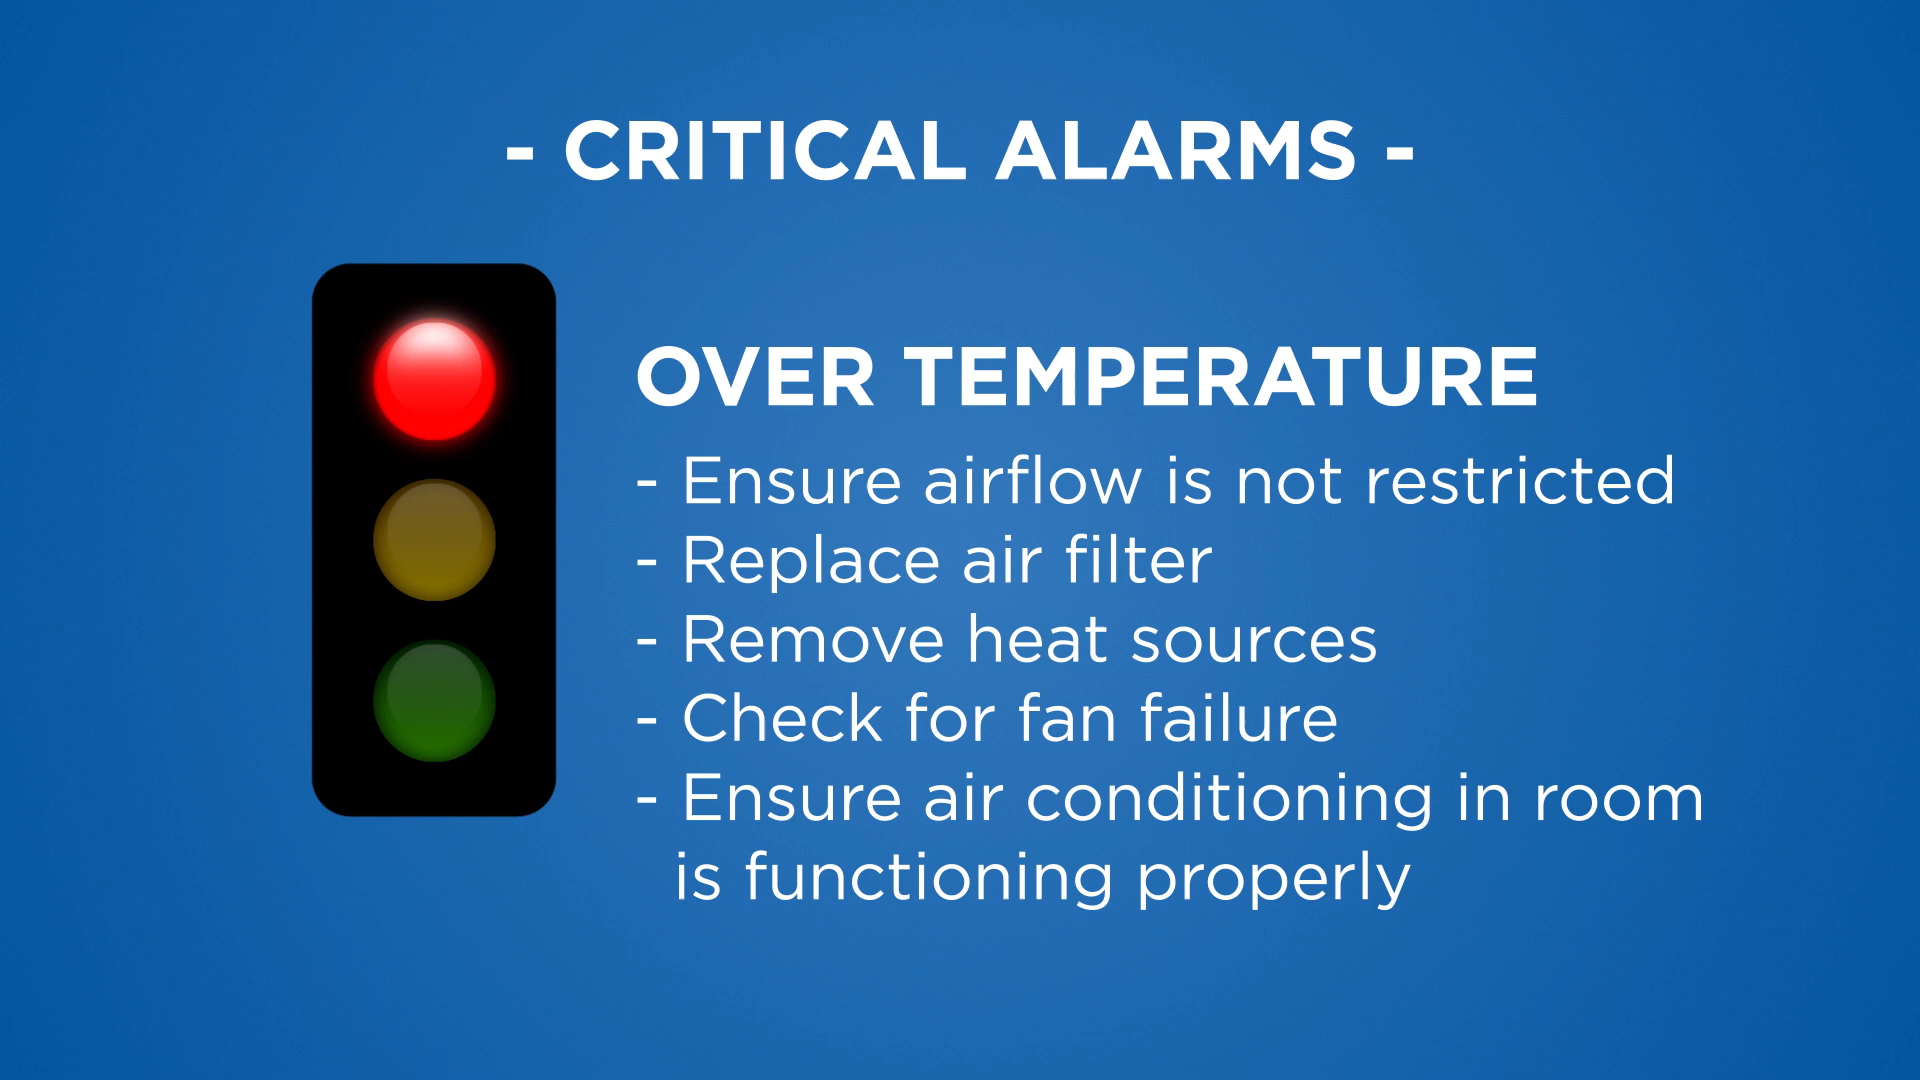 - CRITICAL ALARMS -
OVER TEMPERATURE
- Ensure airflow is not restricted
- Replace air filter
- Remove heat sources
- Check for fan failure
- Ensure air conditioning in room
is functioning properly